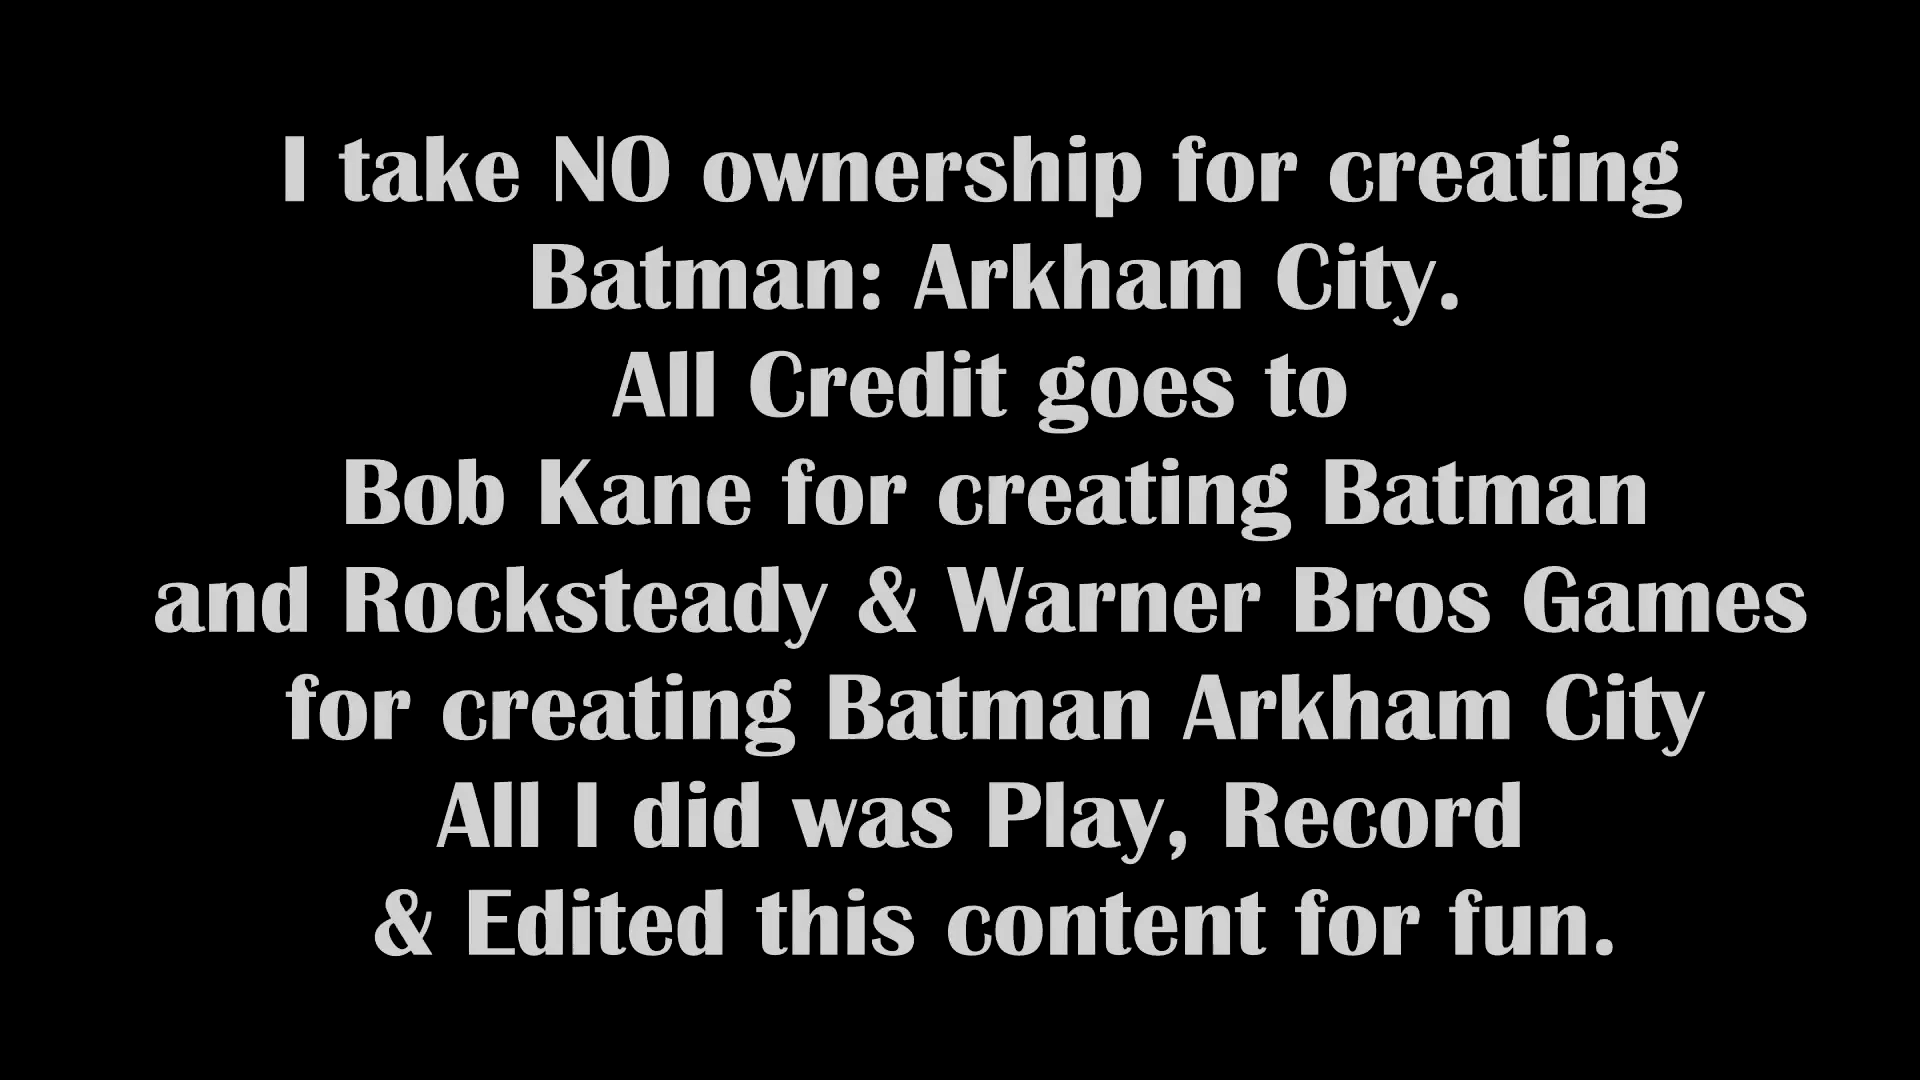 I take NO ownership for creating
Batman: Arkham City.
All Credit goes to
Bob Kane for creating Batman
and Rocksteady & Warner Bros Games
for creating Batman Arkham City
All I did was Play, Record
& Edited this content for fun.